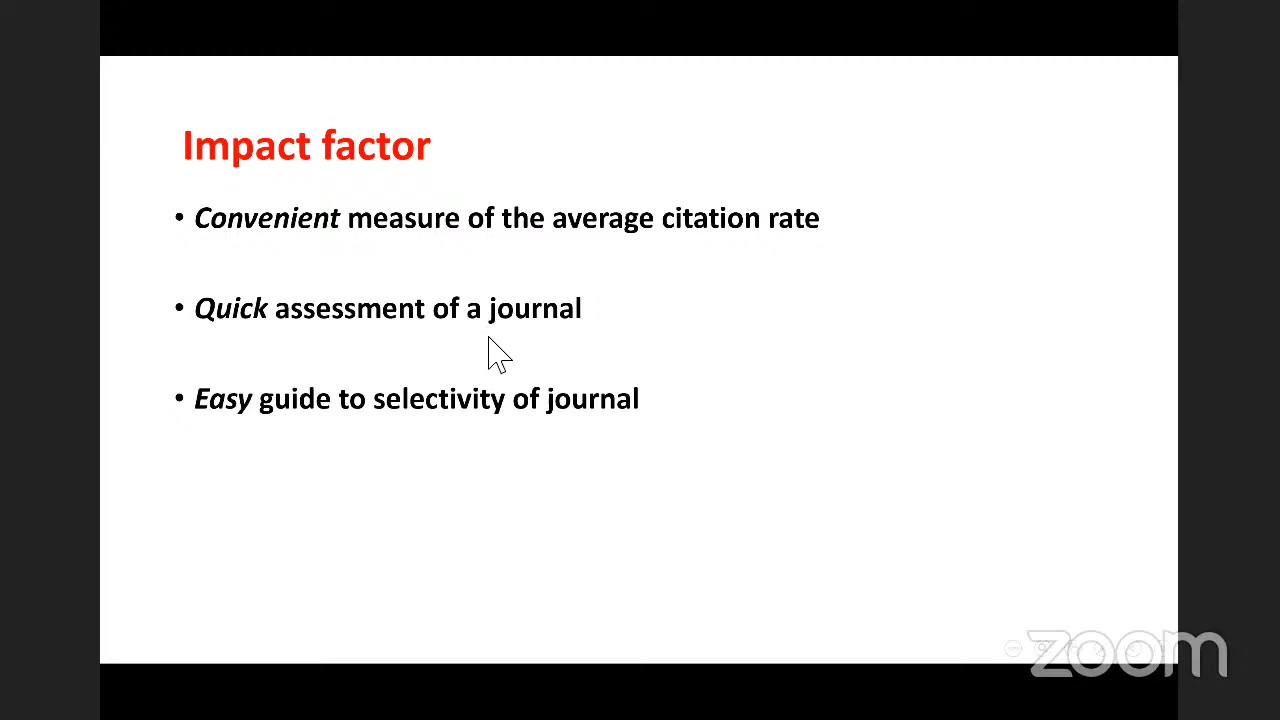 Impact factor
• Convenient measure of the average citation rate
• Quick assessment of a journal
• Easy guide to selectivity of journal
zoom